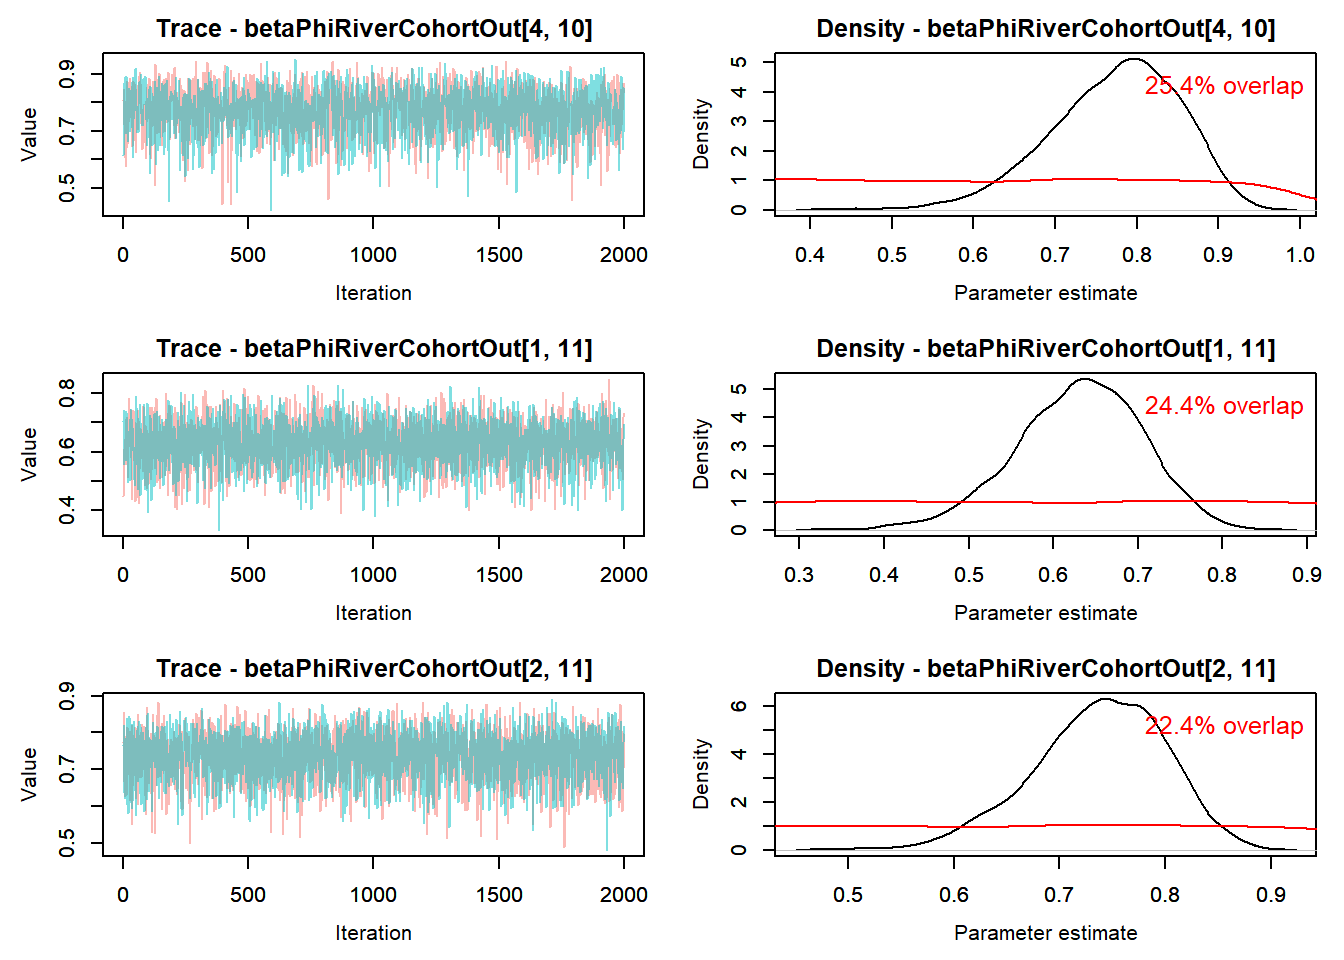 Trace - betaPhiRiverCohortOut[4, 10]
Value
0.5 0.7 0.9
0 500 1000 1500 2000
Iteration
Density - betaPhiRiverCohortOut[4, 10]
Density
0 1 2 3 4 5
25.4% overlap
0.4 0.5 0.6 0.7 0.8 0.9 1.0
Parameter estimate
Trace - betaPhiRiverCohortOut[1, 11]
Value
0.4 0.6 0.8
0 500 1000 1500 2000
Iteration
Density - betaPhiRiverCohortOut[1, 11]
Density
0 1 2 3 4 5
24.4% overlap
0.3 0.4 0.5 0.6 0.7 0.8 0.9
Parameter estimate
Trace - betaPhiRiverCohortOut[2, 11]
Value
0.5 0.7 0.9
0 500 1000 1500 2000
Iteration
Density - betaPhiRiverCohortOut[2, 11]
Density
0 2 4 6
22.4% overlap
0.5 0.6 0.7 0.8 0.9
Parameter estimate